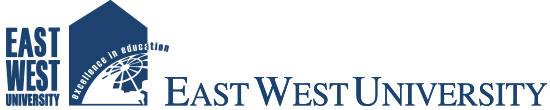 EAST
WEST
UNIVERSITY
excellence in education
EAST WEST UNIVERSITY